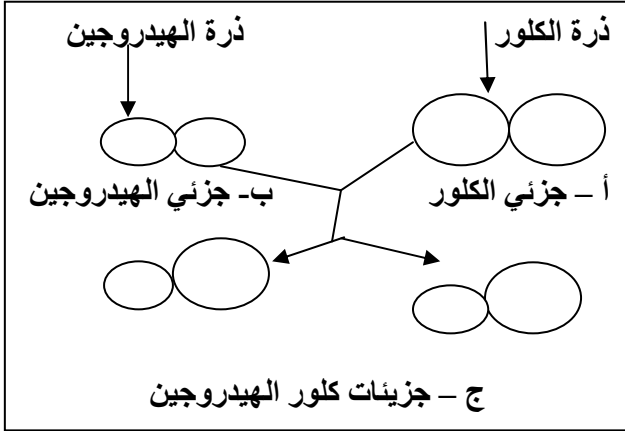 ذرة الكلور
ذرة الهيدروجين
أ – جزئي الكلور
ب- جزئي الهيدروجين
ج – جزيئات كلور الهيدروجين